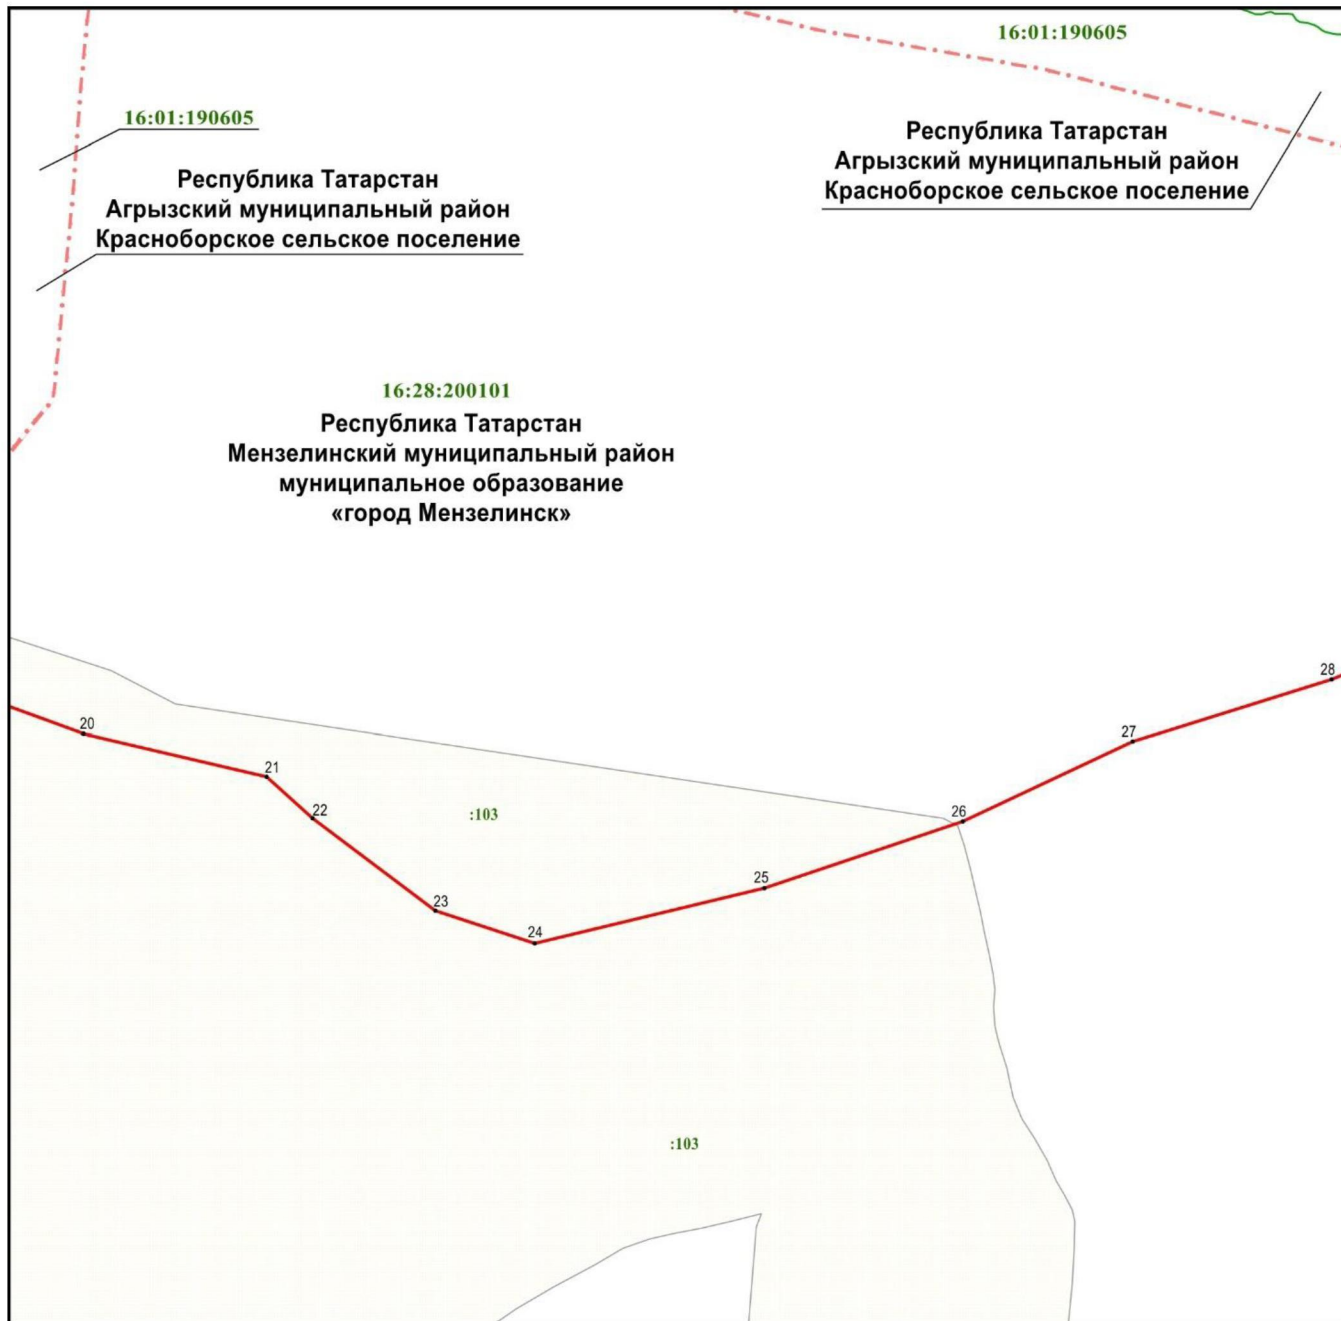 16:01:190605
16:01:190605
Республика Татарстан
Агрызский муниципальный район
Красноборское сельское поселение
Республика Татарстан
Агрызский муниципальный район
Красноборское сельское поселение
16:28:200101
Республика Татарстан
Мензелинский муниципальный район
муниципальное образование
«город Мензелинск»
28
20
27
21
22
:103
26
25
23
24
:103